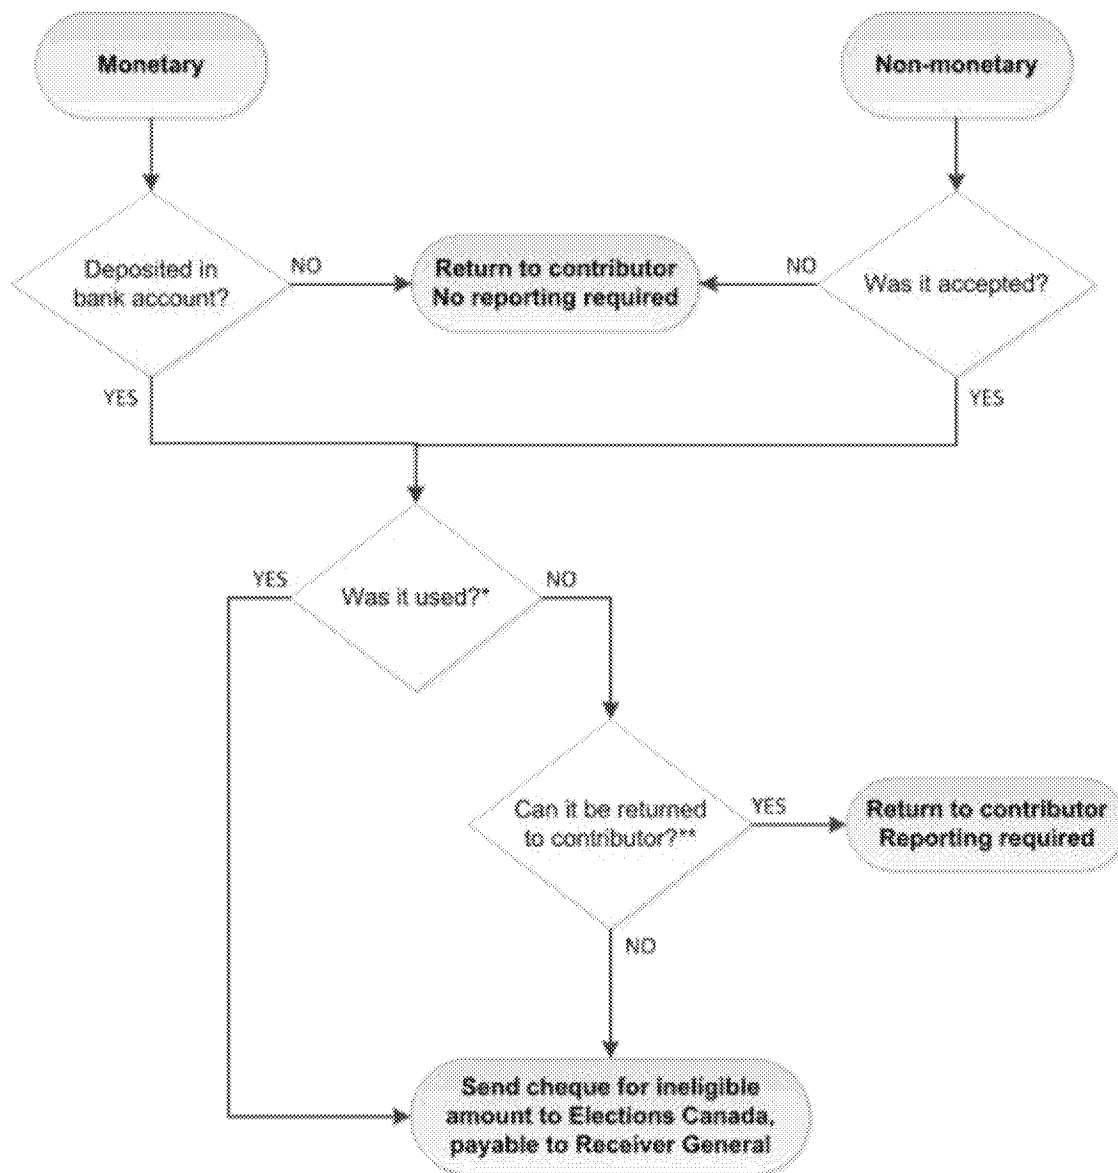 Monetary
Non-monetary
Deposited in
bank account?
NO
Return to contributor
No reporting required
NO
Was it accepted?
YES
YES
YES
Was it used?*
NO
Can it be returned
to contributor?**
YES
Return to contributor
Reporting required
NO
Send cheque for ineligible
amount to Elections Canada,
payable to Receiver General